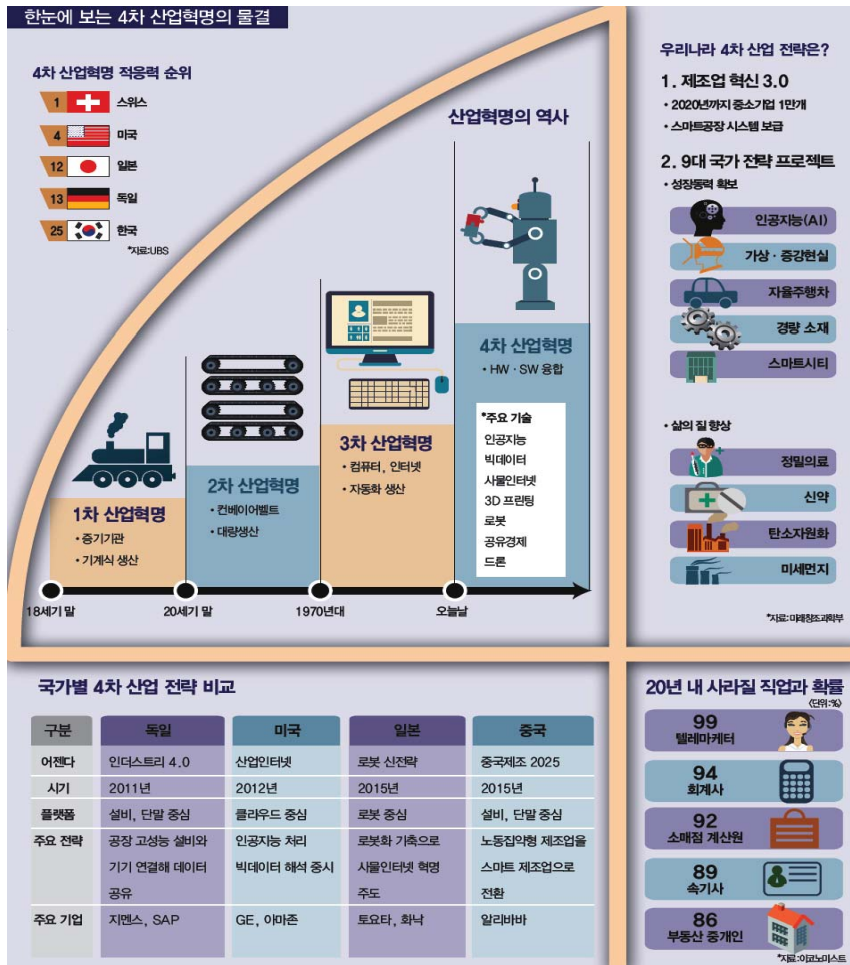 한눈에 보는 4차 산업혁명의 물결
4차 산업혁명 적응력 순위
1 스위스
4 미국
12 일본
13 독일
25 한국
*자료:UBS
산업혁명의 역사
1차 산업혁명
• 증기기관
• 기계식 생산
2차 산업혁명
• 컨베이어벨트
• 대량생산
3차 산업혁명
• 컴퓨터, 인터넷
• 자동화 생산
4차 산업혁명
• HW · SW 융합
*주요 기술
인공지능
빅데이터
사물인터넷
3D 프린팅
로봇
공유경제
드론
18세기 말 20세기 말 1970년대 오늘날
우리나라 4차 산업 전략은?
1. 제조업 혁신 3.0
• 2020년까지 중소기업 1만개
• 스마트공장 시스템 보급
2. 9대 국가 전략 프로젝트
• 성장동력 확보
인공지능(AI)
가상 · 증강현실
자율주행차
경량 소재
스마트시티
• 삶의 질 향상
정밀의료
신약
탄소자원화
미세먼지
*자료:미래창조과학부
국가별 4차 산업 전략 비교
구분 독일 미국 일본 중국
어젠다 인더스트리 4.0 산업인터넷 로봇 신전략 중국제조 2025
시기 2011년 2012년 2015년 2015년
플랫폼 설비, 단말 중심 클라우드 중심 로봇 중심 설비, 단말 중심
주요 전략 공장 고성능 설비와 인공지능 처리 로봇화 기축으로 노동집약형 제조업을
기기 연결해 데이터 빅데이터 해석 중시 사물인터넷 혁명 스마트 제조업으로
공유 주도 전환
주요 기업 지멘스, SAP GE, 아마존 토요타, 화낙 알리바바
20년 내 사라질 직업과 확률
(단위:%)
99
텔레마케터
94
회계사
92
소매점 계산원
89
속기사
86
부동산 중개인
*자료:이코노미스트